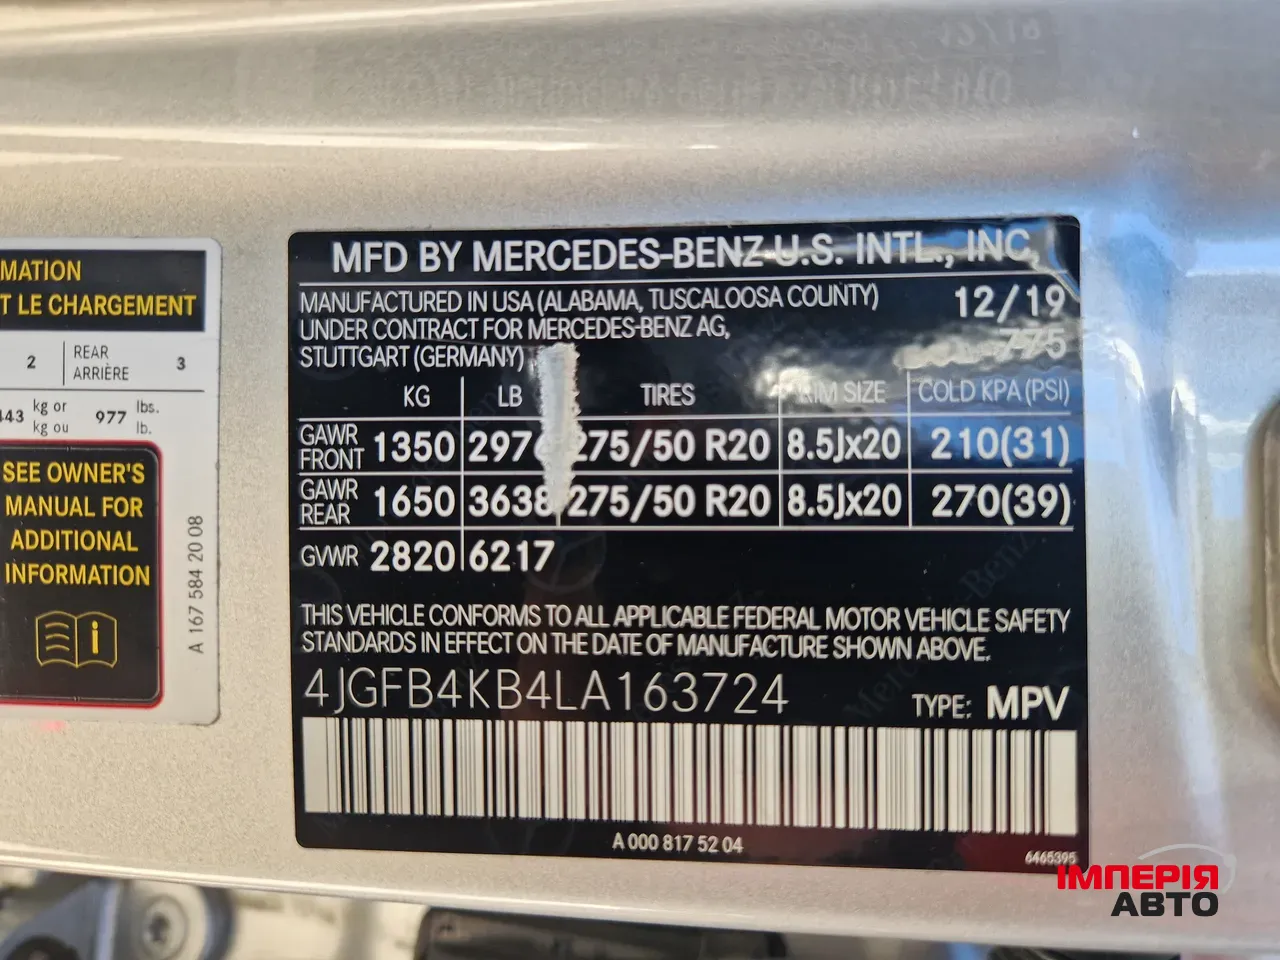 MATION
T LE CHARGEMENT
2 REAR ARRIÈRE 3
443 kg or kg ou 977 lbs. lb.
SEE OWNER'S
MANUAL FOR
ADDITIONAL
INFORMATION
A 167 584 20 08
MFD BY MERCEDES-BENZ U.S. INTL., INC,
MANUFACTURED IN USA (ALABAMA, TUSCALOOSA COUNTY) 12/19
UNDER CONTRACT FOR MERCEDES-BENZ AG, 775
STUTTGART (GERMANY)
KG LB TIRES RIM SIZE COLD KPA (PSI)
GAWR FRONT 1350 2976 275/50 R20 8.5Jx20 210(31)
GAWR REAR 1650 3638 275/50 R20 8.5Jx20 270(39)
GVWR 2820 6217
THIS VEHICLE CONFORMS TO ALL APPLICABLE FEDERAL MOTOR VEHICLE SAFETY
STANDARDS IN EFFECT ON THE DATE OF MANUFACTURE SHOWN ABOVE.
4JGFB4KB4LA163724 TYPE: MPV
A 000 817 52 04
6465395
ІМПЕРІЯ
АВТО